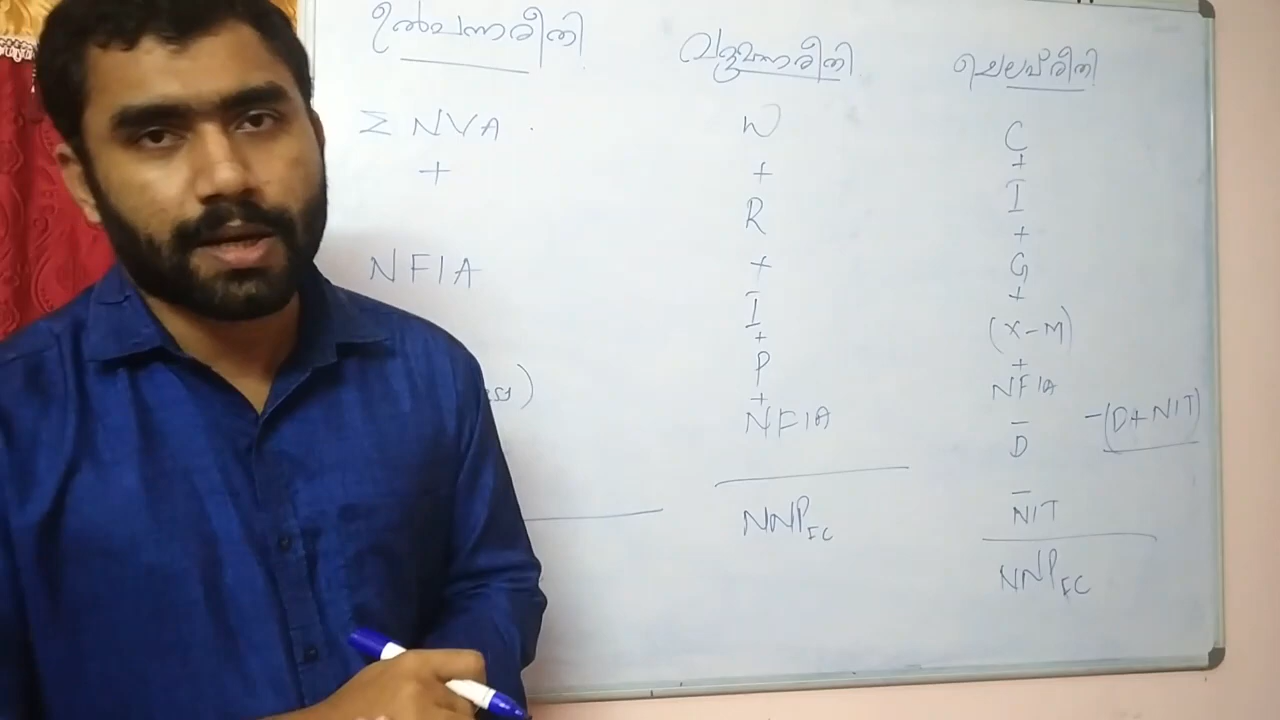 ഉൽപന്നരീതി
Σ NVA
+
NFIA
)
വരുമാനരീതി
W
+
R
+
I
+
P
+
NFIA
NNPFC
ചെലവ് രീതി
C
+
I
+
G
+
(X-M)
+
NFIA
-
D
-
NIT
-(D+NIT)
NNPFC